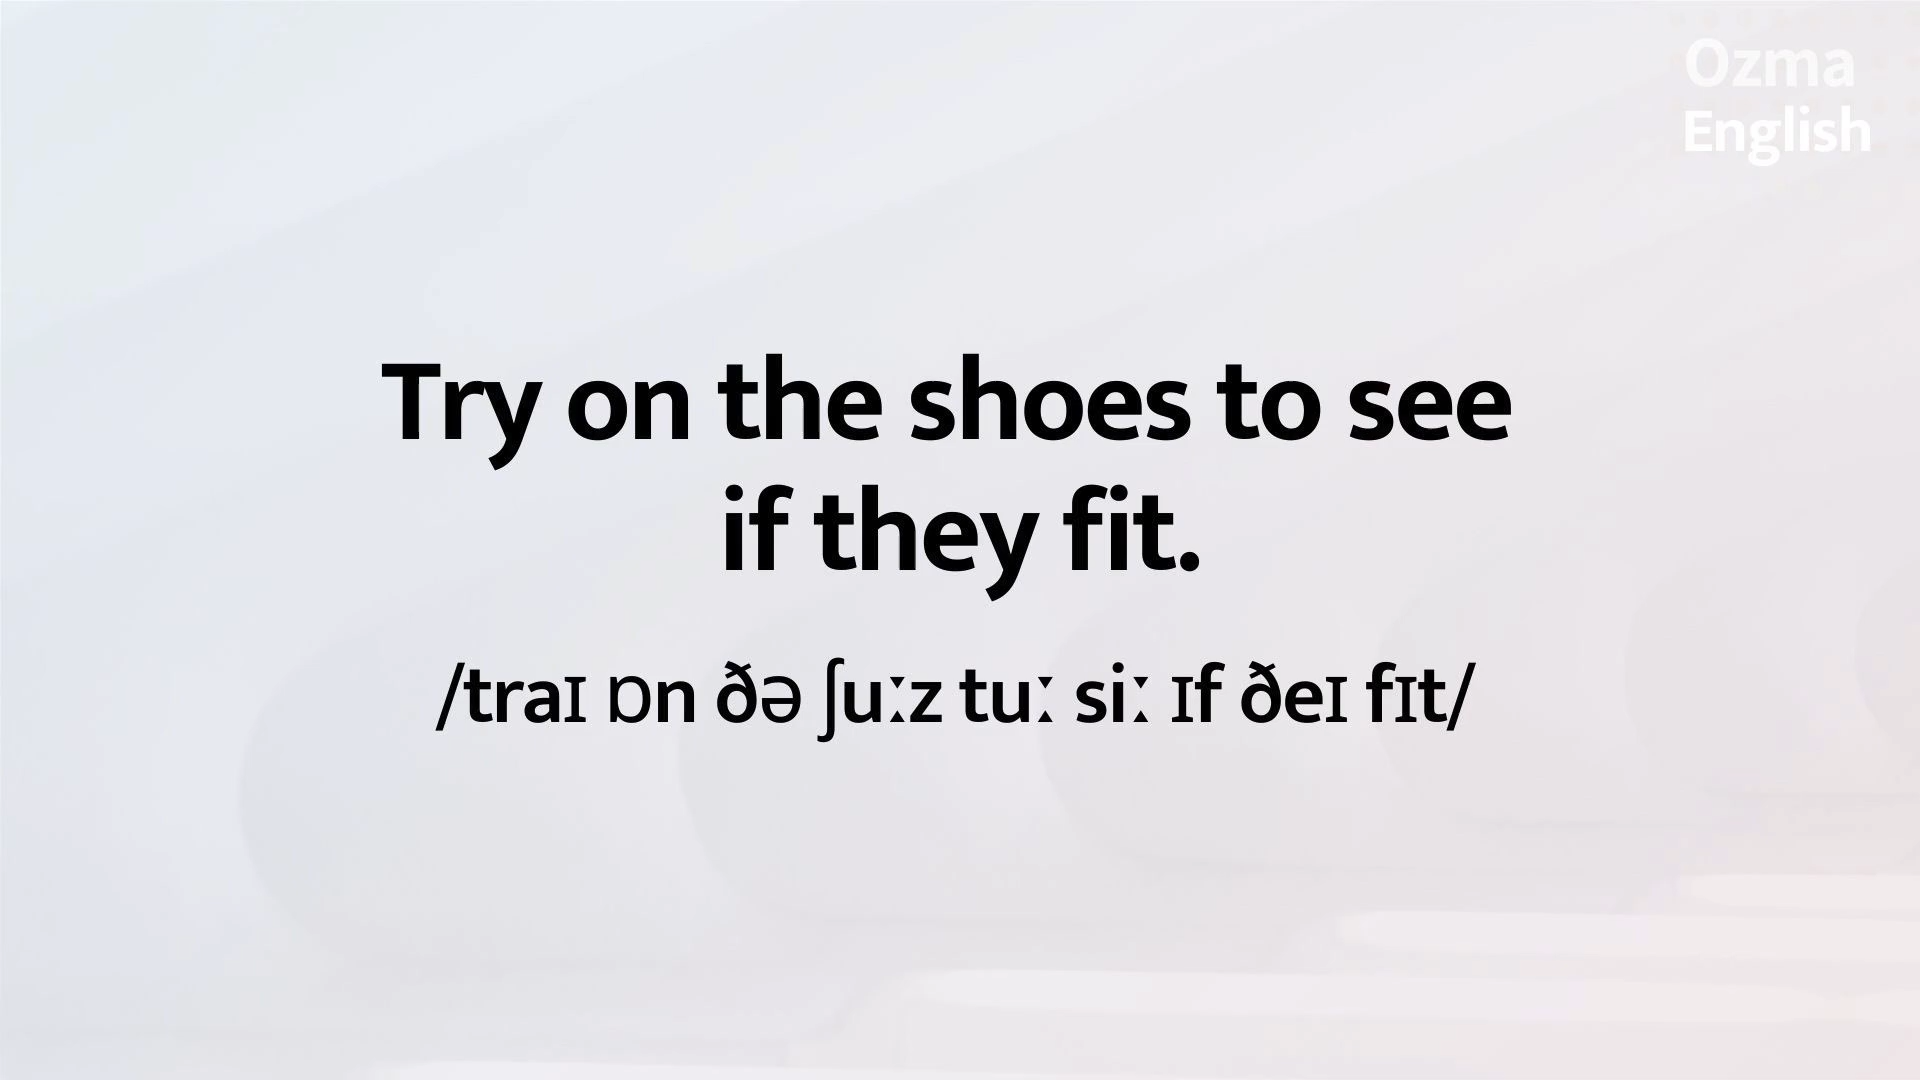 Ozma
English
Try on the shoes to see
if they fit.
/traɪ ɒn ðə ʃuːz tuː siː ɪf ðeɪ fɪt/